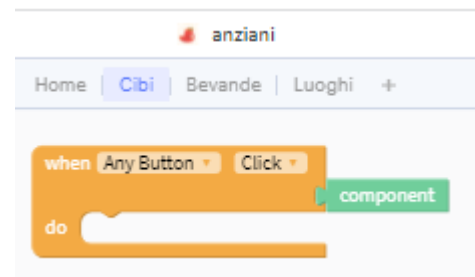 anziani
Home Cibi Bevande Luoghi +
when Any Button Click
component
do